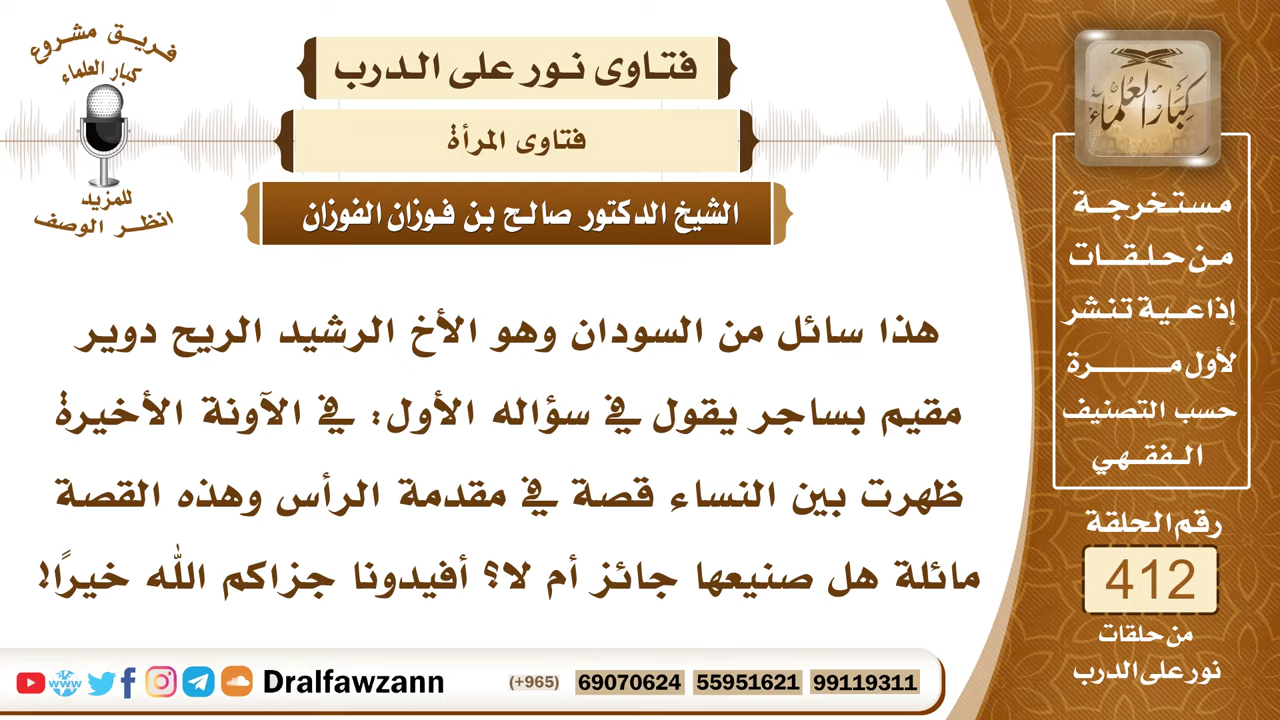 فريق مشروع
كبار العلماء
للمزيد
انظر الوصف
فتاوى نور على الدرب
فتاوى المرأة
الشيخ الدكتور صالح بن فوزان الفوزان
هذا سائل من السودان وهو الأخ الرشيد الريح دوير
مقيم بساجر يقول في سؤاله الأول: في الآونة الأخيرة
ظهرت بين النساء قصة في مقدمة الرأس وهذه القصة
مائلة هل صنيعها جائز أم لا؟ أفيدونا جزاكم الله خيرًا!
كِبَارُ العُلَمَاءِ
مستخرجة
من حلقات
إذاعية تنشر
لأول مرة
حسب التصنيف
الفقهي
رقم الحلقة
412
من حلقات
نور على الدرب
www
Dralfawzann
(+965) 69070624 55951621 99119311